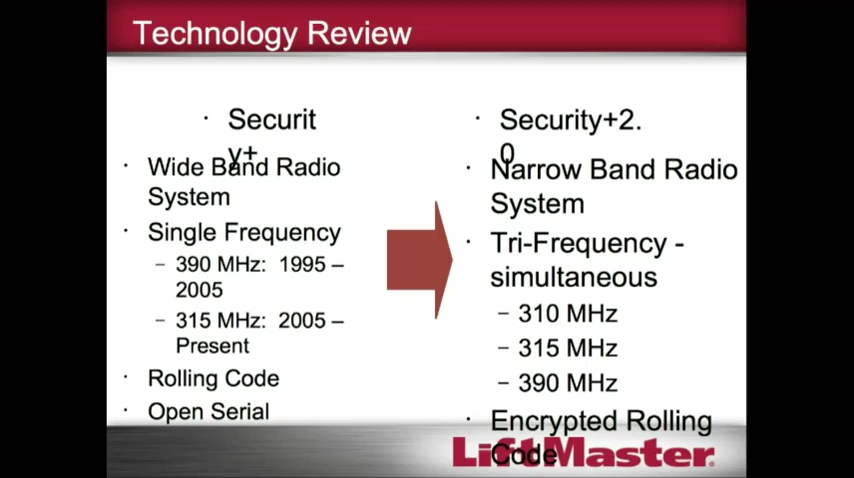 Technology Review
· Securit
y+
· Wide Band Radio
System
· Single Frequency
– 390 MHz: 1995 –
2005
– 315 MHz: 2005 –
Present
· Rolling Code
· Open Serial
· Security+2.
0
· Narrow Band Radio
System
· Tri-Frequency -
simultaneous
– 310 MHz
– 315 MHz
– 390 MHz
· Encrypted Rolling
Code
LiftMaster